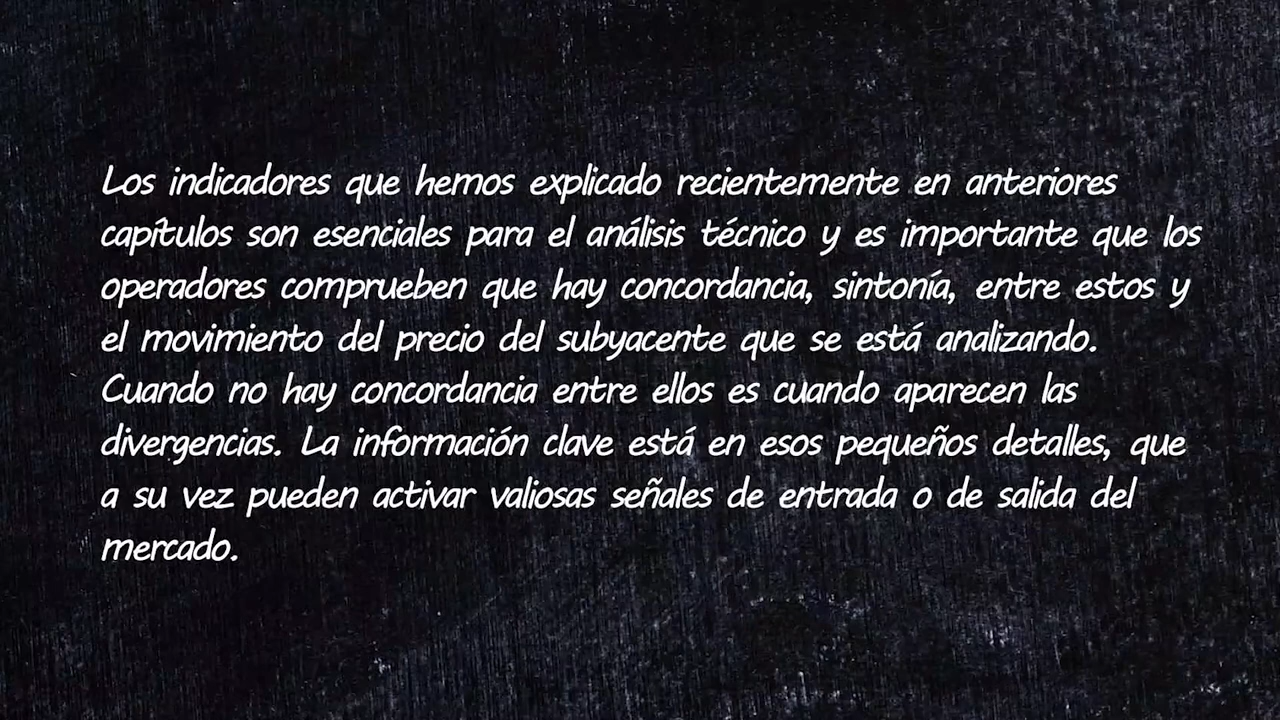 Los indicadores que hemos explicado recientemente en anteriores
capítulos son esenciales para el análisis técnico y es importante que los
operadores comprueben que hay concordancia, sintonía, entre estos y
el movimiento del precio del subyacente que se está analizando.
Cuando no hay concordancia entre ellos es cuando aparecen las
divergencias. La información clave está en esos pequeños detalles, que
a su vez pueden activar valiosas señales de entrada o de salida del
mercado.